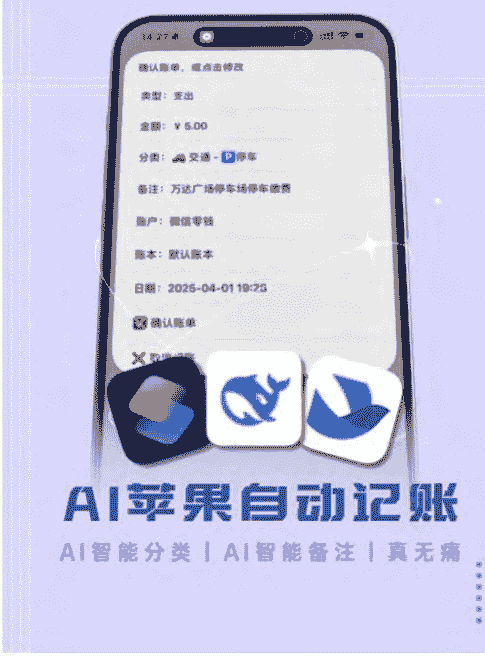 14:27
确认账单，或点击修改
类型：支出
金额：￥5.00
分类：🚗 交通 - 🅿️停车
备注：万达广场停车场停车缴费
账户：微信零钱
账本：默认账本
日期：2025-04-01 19:25
确认账单
AI苹果自动记账
AI智能分类｜AI智能备注｜真无痛